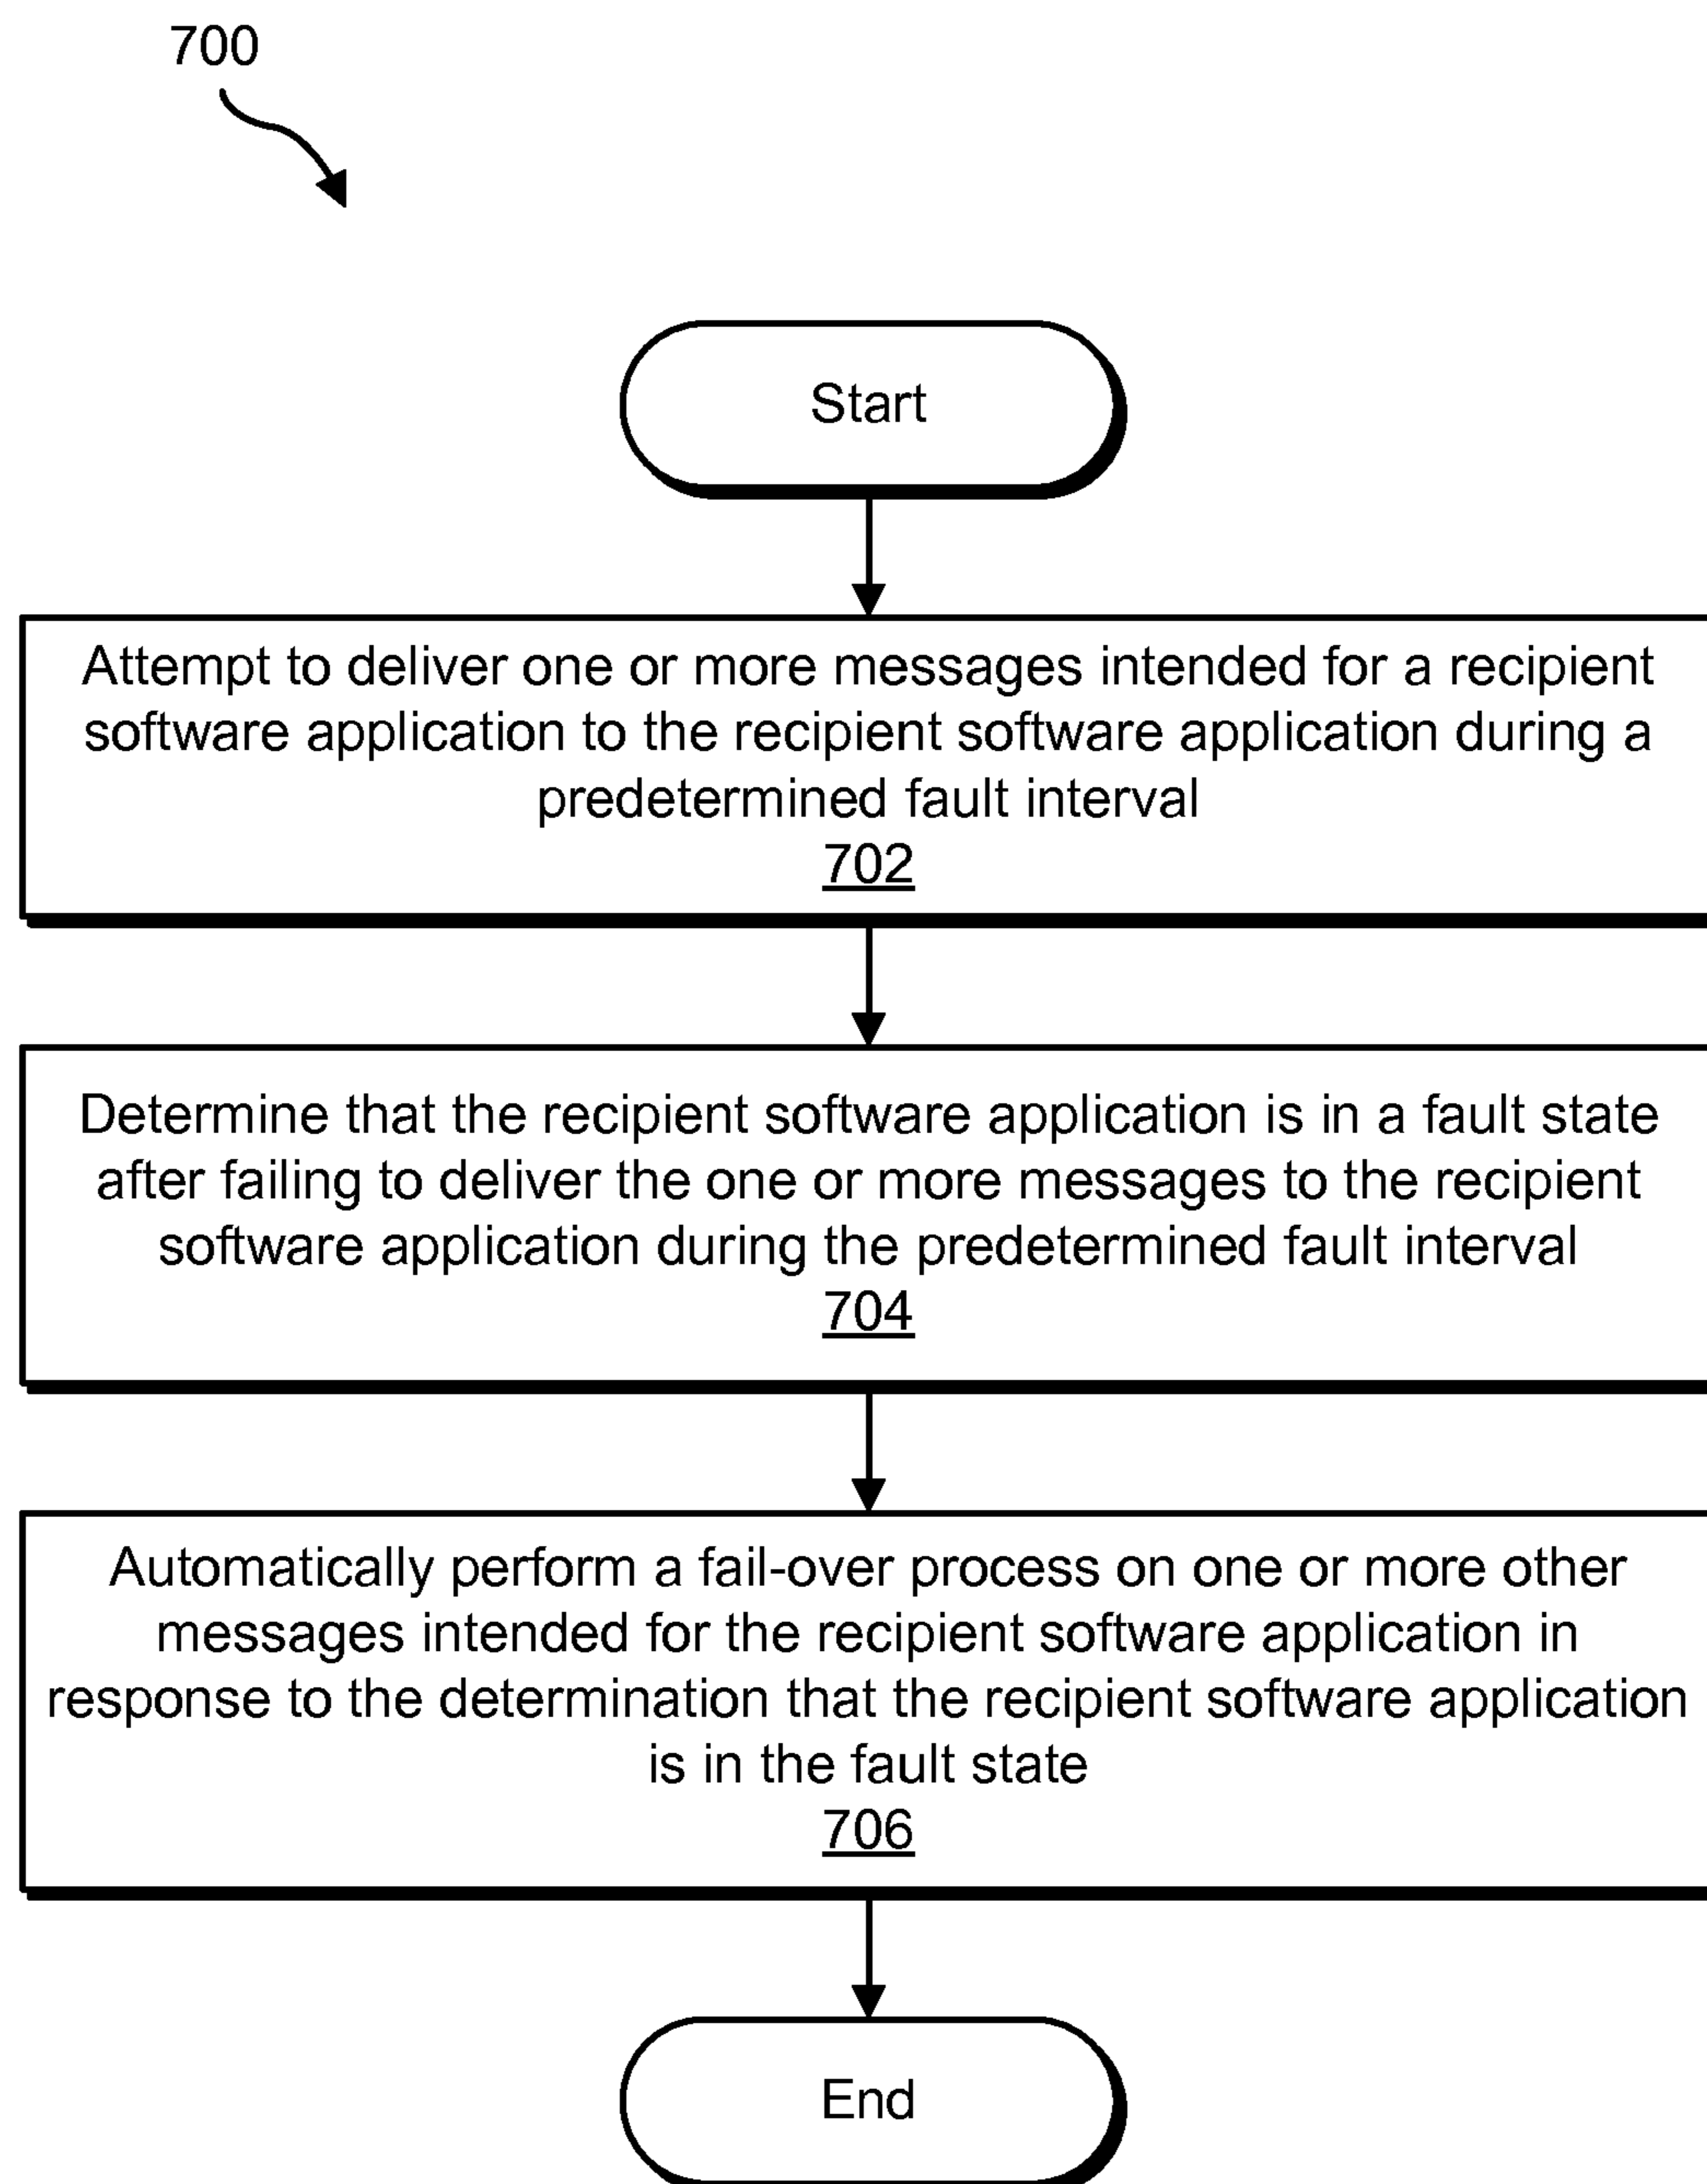 700
Start
Attempt to deliver one or more messages intended for a recipient
software application to the recipient software application during a
predetermined fault interval
702
Determine that the recipient software application is in a fault state
after failing to deliver the one or more messages to the recipient
software application during the predetermined fault interval
704
Automatically perform a fail-over process on one or more other
messages intended for the recipient software application in
response to the determination that the recipient software application
is in the fault state
706
End